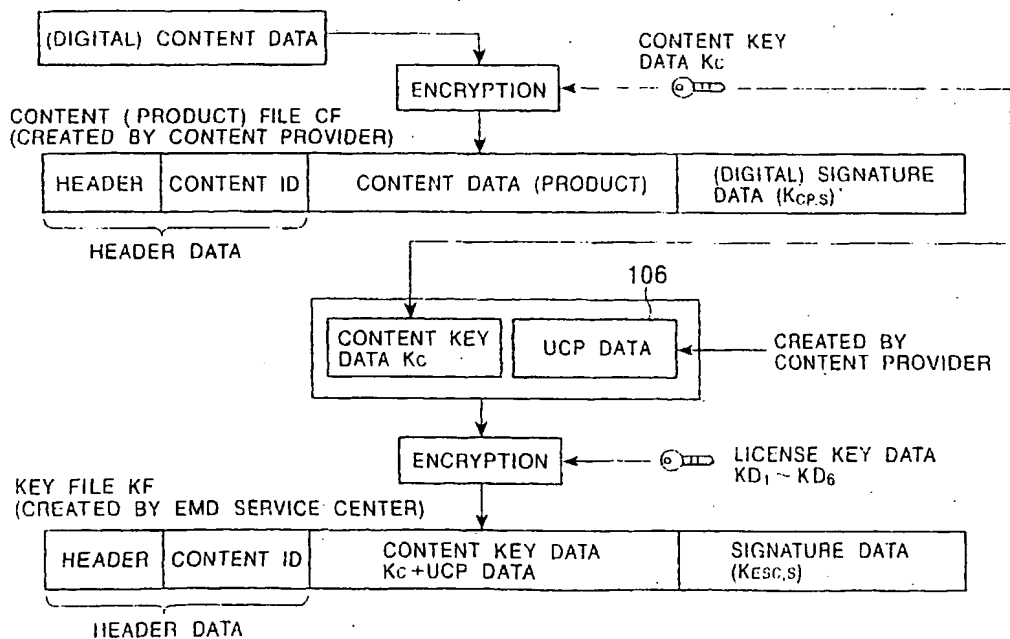 (DIGITAL) CONTENT DATA
CONTENT KEY
DATA Kc
ENCRYPTION
CONTENT (PRODUCT) FILE CF
(CREATED BY CONTENT PROVIDER)
HEADER
CONTENT ID
CONTENT DATA (PRODUCT)
(DIGITAL) SIGNATURE
DATA (KCP,S)
HEADER DATA
106
CONTENT KEY
DATA Kc
UCP DATA
CREATED BY
CONTENT PROVIDER
ENCRYPTION
LICENSE KEY DATA
KD1 ~ KD6
KEY FILE KF
(CREATED BY EMD SERVICE CENTER)
HEADER
CONTENT ID
CONTENT KEY DATA
Kc+UCP DATA
SIGNATURE DATA
(KESC,S)
HEADER DATA